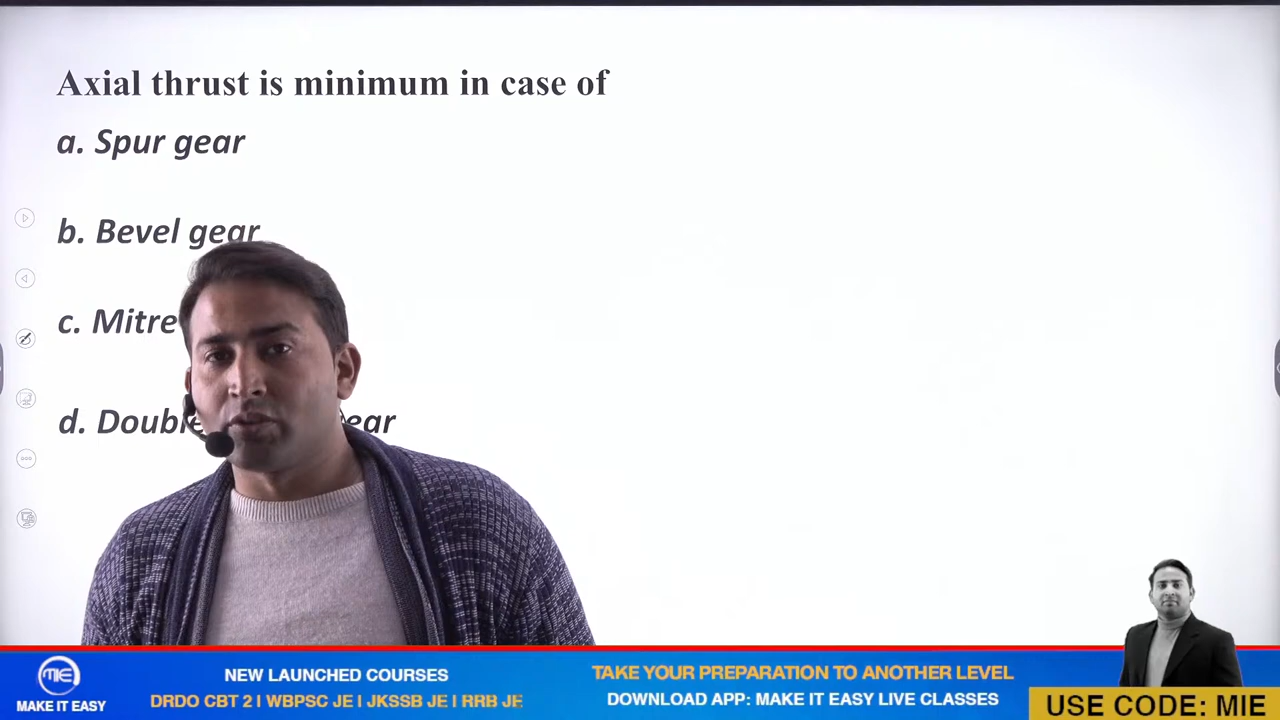 Axial thrust is minimum in case of
a. Spur gear
b. Bevel gear
c. Mitre
d. Double
MIE
MAKE IT EASY
NEW LAUNCHED COURSES
DRDO CBT 2 I WBPSC JE I JKSSB JE I RRB JE
TAKE YOUR PREPARATION TO ANOTHER LEVEL
DOWNLOAD APP: MAKE IT EASY LIVE CLASSES
USE CODE: MIE